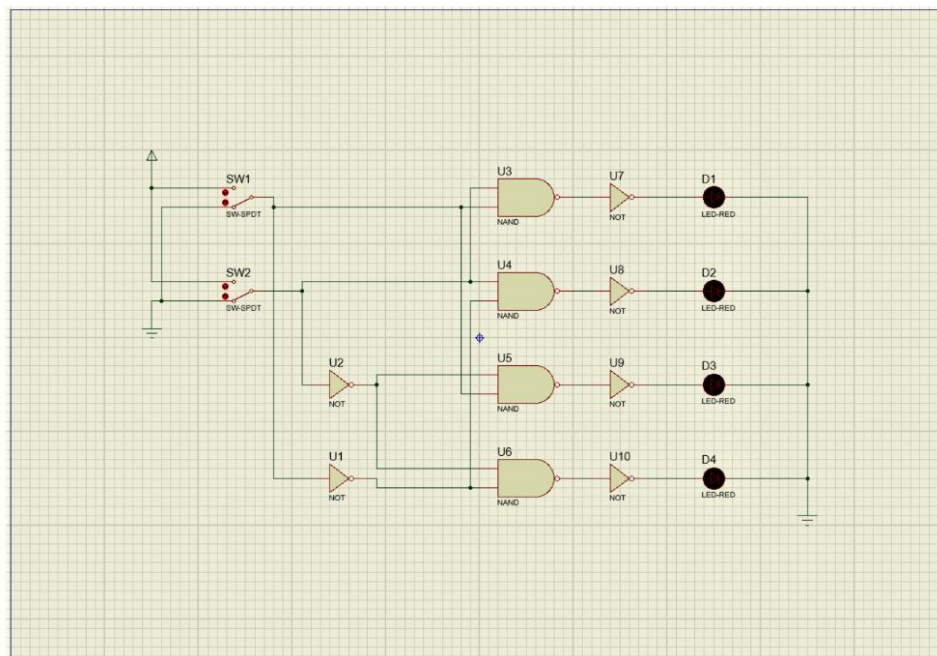 SW1
SW-SPDT
SW2
SW-SPDT
U3
NAND
U7
NOT
D1
LED-RED
U4
NAND
U8
NOT
D2
LED-RED
U2
NOT
U5
NAND
U9
NOT
D3
LED-RED
U1
NOT
U6
NAND
U10
NOT
D4
LED-RED